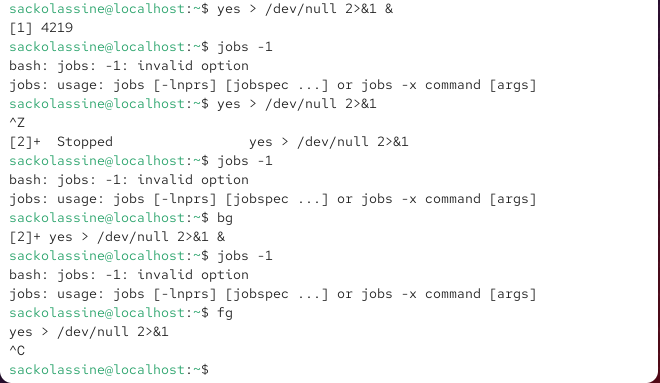 sackolassine@localhost:~$ yes > /dev/null 2>&1 &
[1] 4219
sackolassine@localhost:~$ jobs -1
bash: jobs: -1: invalid option
jobs: usage: jobs [-lnprs] [jobspec ...] or jobs -x command [args]
sackolassine@localhost:~$ yes > /dev/null 2>&1
^Z
[2]+  Stopped                 yes > /dev/null 2>&1
sackolassine@localhost:~$ jobs -1
bash: jobs: -1: invalid option
jobs: usage: jobs [-lnprs] [jobspec ...] or jobs -x command [args]
sackolassine@localhost:~$ bg
[2]+ yes > /dev/null 2>&1 &
sackolassine@localhost:~$ jobs -1
bash: jobs: -1: invalid option
jobs: usage: jobs [-lnprs] [jobspec ...] or jobs -x command [args]
sackolassine@localhost:~$ fg
yes > /dev/null 2>&1
^C
sackolassine@localhost:~$